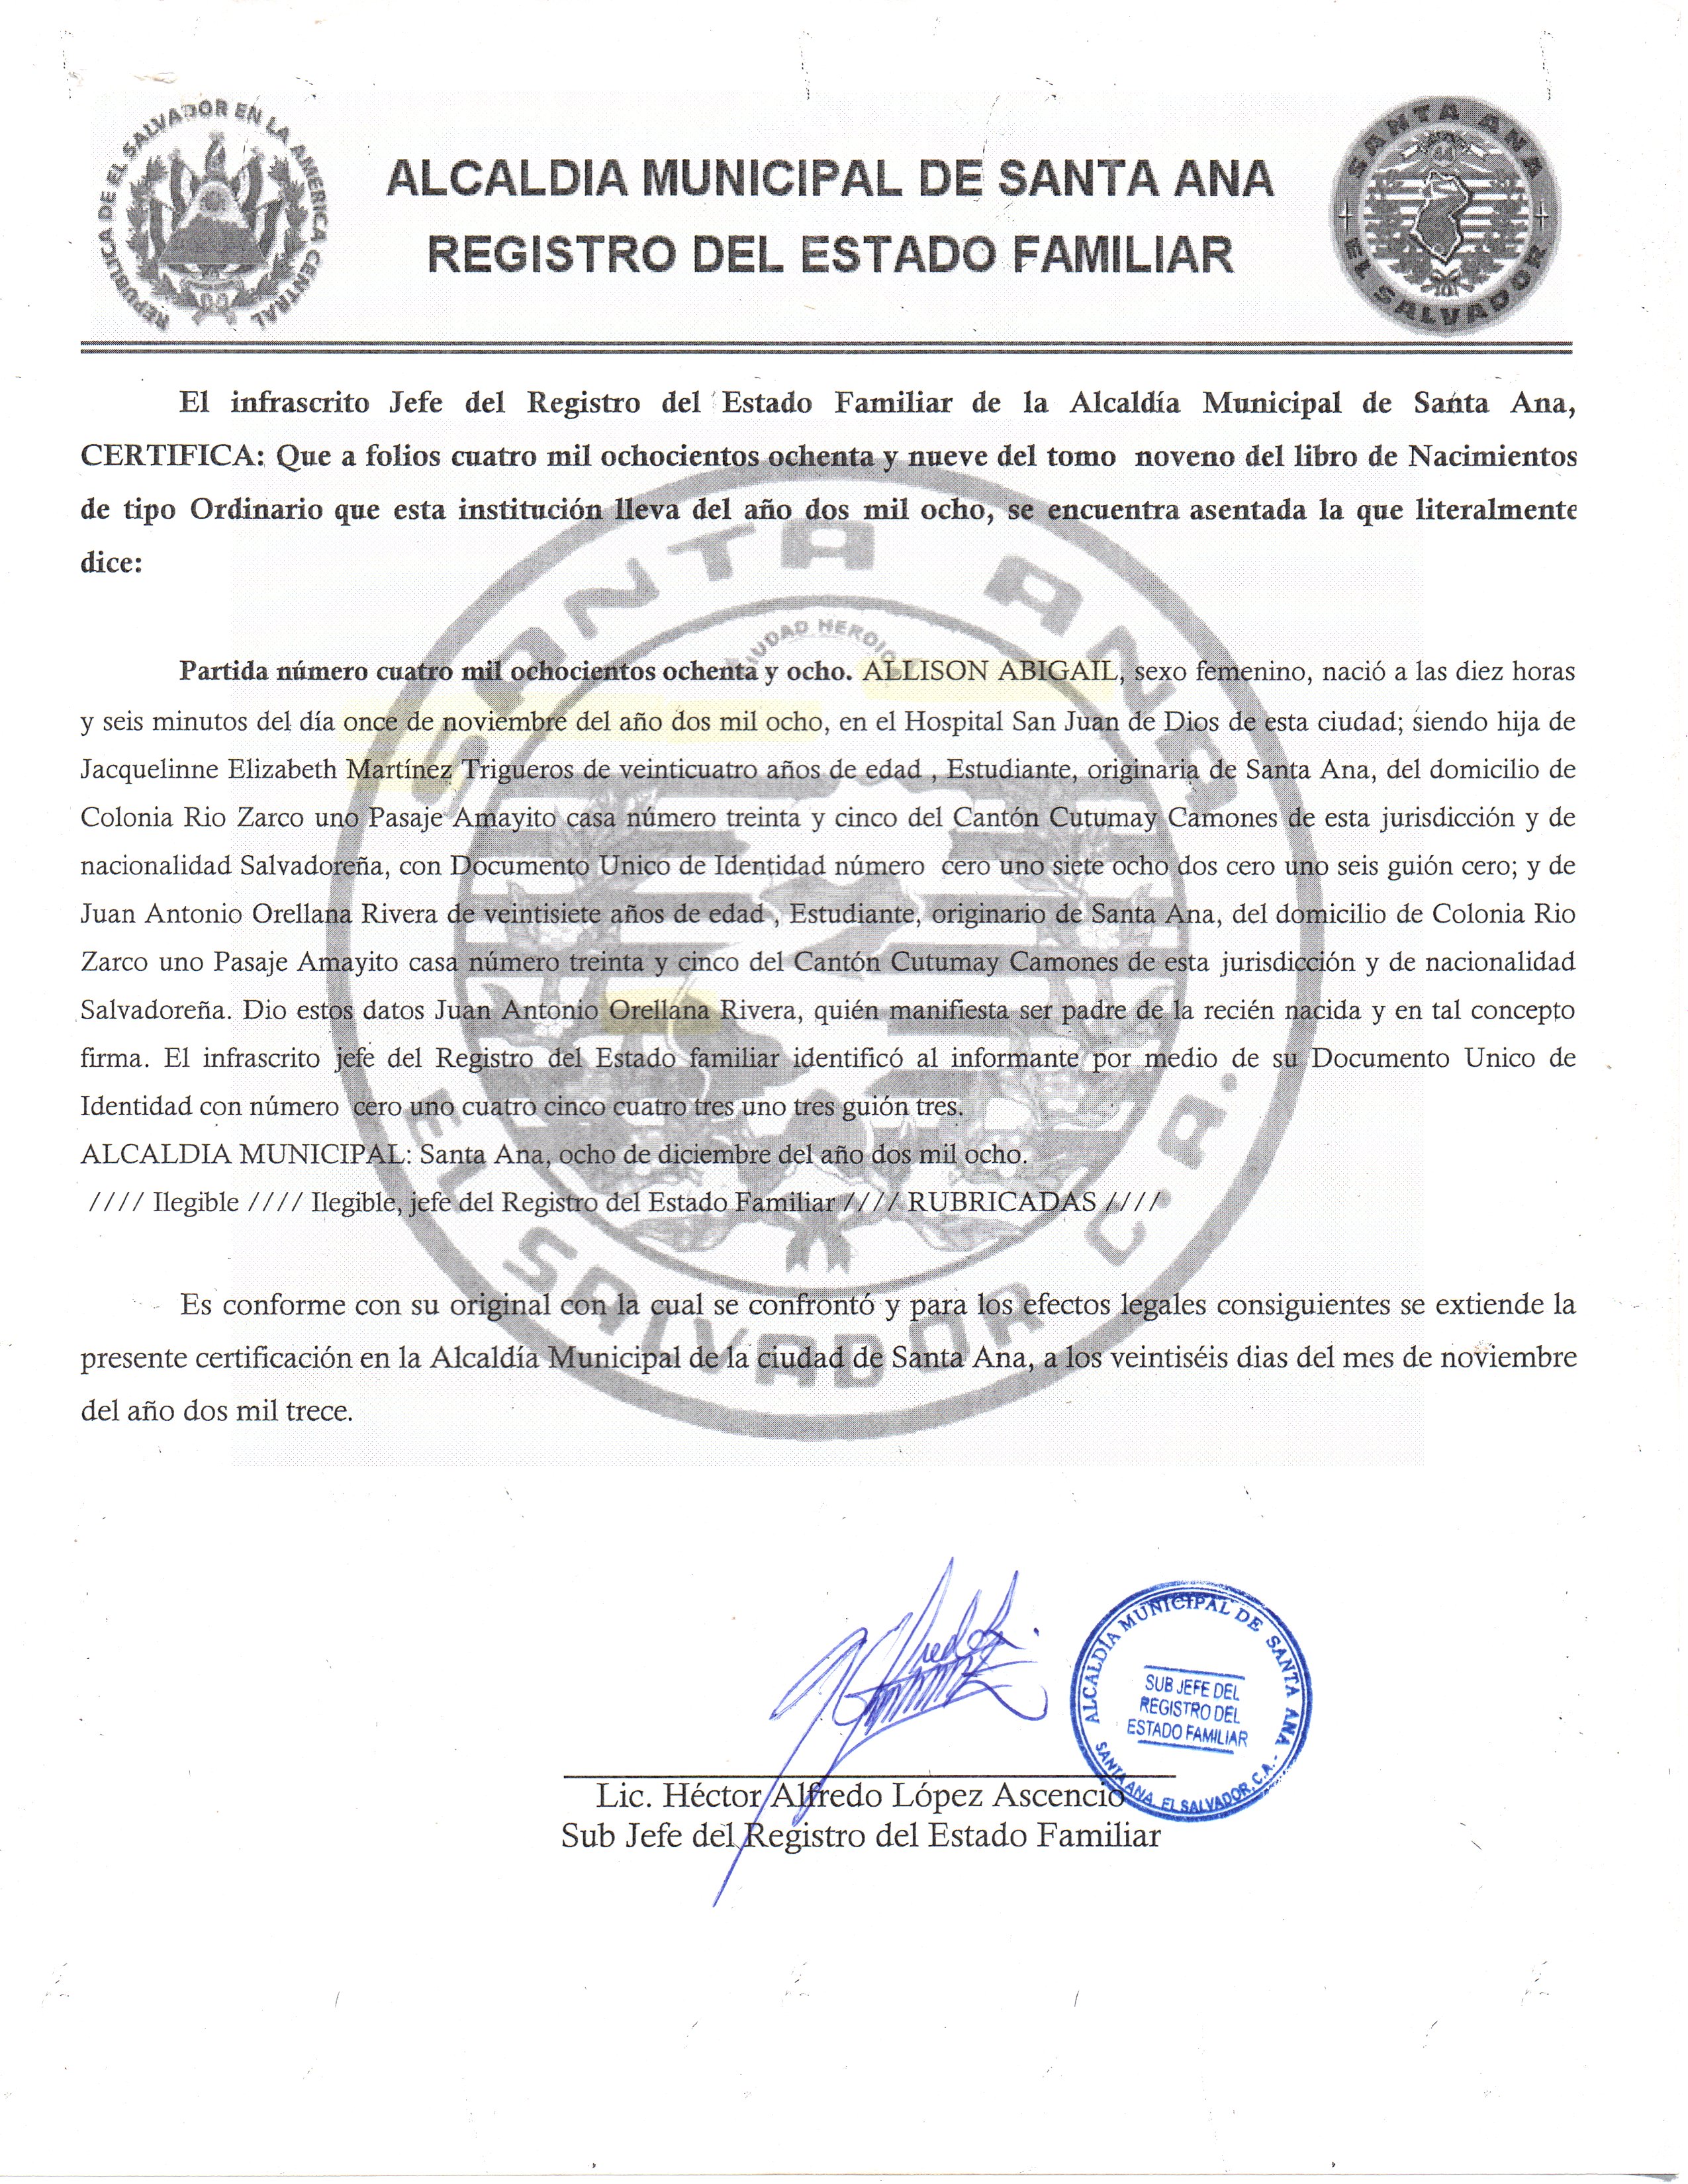 REPUBLICA DE EL SALVADOR EN LA AMERICA CENTRAL
SANTA ANA
EL SALVADOR
ALCALDIA MUNICIPAL DE SANTA ANA
REGISTRO DEL ESTADO FAMILIAR
El infrascrito Jefe del Registro del Estado Familiar de la Alcaldía Municipal de Santa Ana,
CERTIFICA: Que a folios cuatro mil ochocientos ochenta y nueve del tomo noveno del libro de Nacimientos
de tipo Ordinario que esta institución lleva del año dos mil ocho, se encuentra asentada la que literalmente
dice:
SANTA ANA
CIUDAD HEROICA
EL SALVADOR C.A.
Partida número cuatro mil ochocientos ochenta y ocho. ALLISON ABIGAIL, sexo femenino, nació a las diez horas
y seis minutos del día once de noviembre del año dos mil ocho, en el Hospital San Juan de Dios de esta ciudad; siendo hija de
Jacquelinne Elizabeth Martínez Trigueros de veinticuatro años de edad , Estudiante, originaria de Santa Ana, del domicilio de
Colonia Rio Zarco uno Pasaje Amayito casa número treinta y cinco del Cantón Cutumay Camones de esta jurisdicción y de
nacionalidad Salvadoreña, con Documento Unico de Identidad número cero uno siete ocho dos cero uno seis guión cero; y de
Juan Antonio Orellana Rivera de veintisiete años de edad , Estudiante, originario de Santa Ana, del domicilio de Colonia Rio
Zarco uno Pasaje Amayito casa número treinta y cinco del Cantón Cutumay Camones de esta jurisdicción y de nacionalidad
Salvadoreña. Dio estos datos Juan Antonio Orellana Rivera, quién manifiesta ser padre de la recién nacida y en tal concepto
firma. El infrascrito jefe del Registro del Estado familiar identificó al informante por medio de su Documento Unico de
Identidad con número cero uno cuatro cinco cuatro tres uno tres guión tres.
ALCALDIA MUNICIPAL: Santa Ana, ocho de diciembre del año dos mil ocho.
//// Ilegible //// Ilegible, jefe del Registro del Estado Familiar //// RUBRICADAS ////
Es conforme con su original con la cual se confrontó y para los efectos legales consiguientes se extiende la
presente certificación en la Alcaldía Municipal de la ciudad de Santa Ana, a los veintiséis dias del mes de noviembre
del año dos mil trece.
ALCALDÍA MUNICIPAL DE SANTA ANA
SUB JEFE DEL
REGISTRO DEL
ESTADO FAMILIAR
SANTA ANA, EL SALVADOR, C.A.
Lic. Héctor Alfredo López Ascencio
Sub Jefe del Registro del Estado Familiar